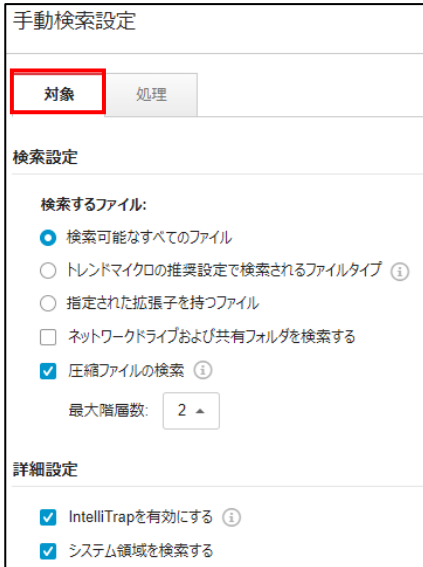 手動検索設定
対象 処理
検索設定
検索するファイル:
検索可能なすべてのファイル
トレンドマイクロの推奨設定で検索されるファイルタイプ
指定された拡張子を持つファイル
ネットワークドライブおよび共有フォルダを検索する
圧縮ファイルの検索
最大階層数: 2
詳細設定
IntelliTrapを有効にする
システム領域を検索する